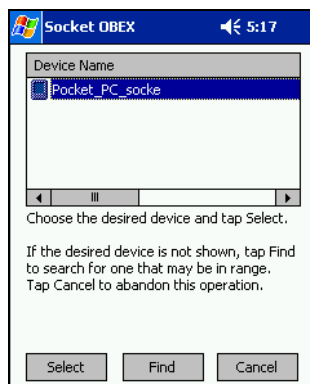 Socket OBEX 5:17
Device Name
Pocket_PC_socke
Choose the desired device and tap Select.
If the desired device is not shown, tap Find
to search for one that may be in range.
Tap Cancel to abandon this operation.
Select Find Cancel